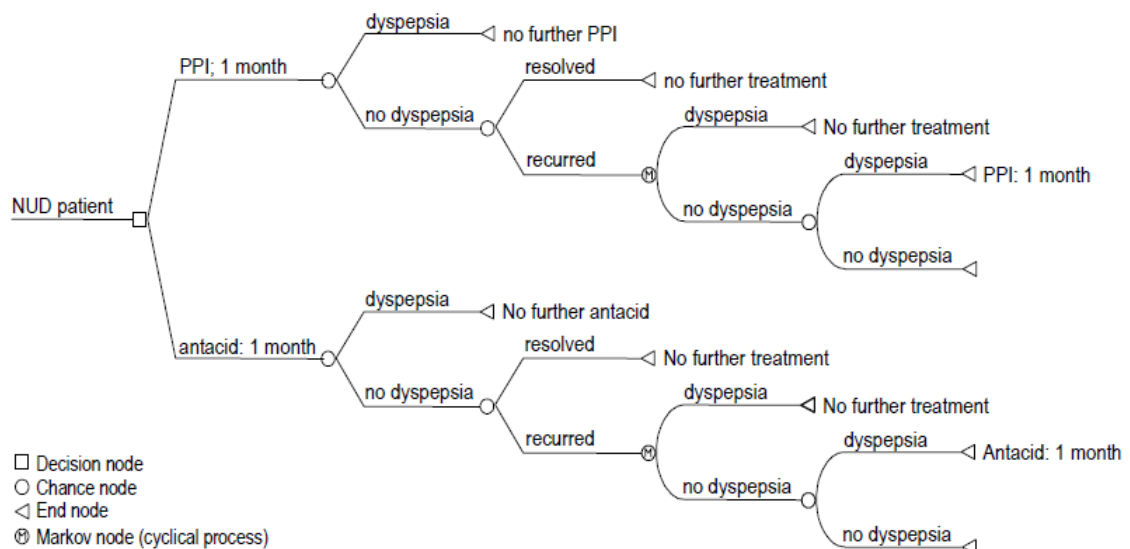 dyspepsia
no further PPI
PPI; 1 month
resolved
no further treatment
no dyspepsia
dyspepsia
No further treatment
recurred
M
dyspepsia
PPI: 1 month
no dyspepsia
no dyspepsia
NUD patient
dyspepsia
No further antacid
antacid: 1 month
resolved
No further treatment
no dyspepsia
dyspepsia
No further treatment
recurred
M
dyspepsia
Antacid: 1 month
no dyspepsia
no dyspepsia
Decision node
Chance node
End node
M Markov node (cyclical process)